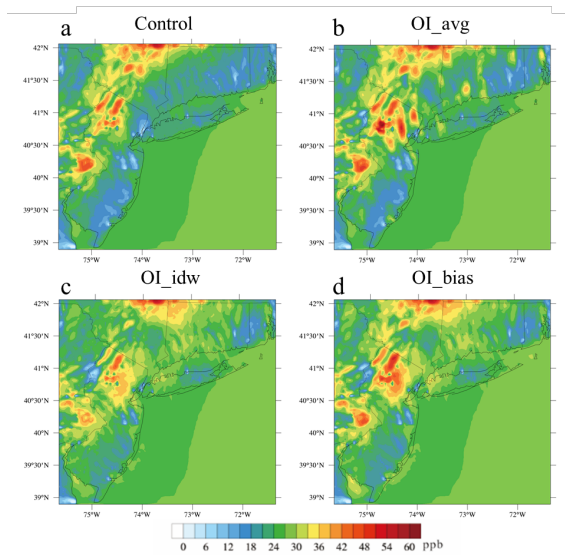 a Control b OI_avg
42°N 42°N
41°30'N 41°30'N
41°N 41°N
40°30'N 40°30'N
40°N 40°N
39°30'N 39°30'N
39°N 39°N
75°W 74°W 73°W 72°W 75°W 74°W 73°W 72°W
c OI_idw d OI_bias
42°N 42°N
41°30'N 41°30'N
41°N 41°N
40°30'N 40°30'N
40°N 40°N
39°30'N 39°30'N
39°N 39°N
75°W 74°W 73°W 72°W 75°W 74°W 73°W 72°W
0 6 12 18 24 30 36 42 48 54 60 ppb